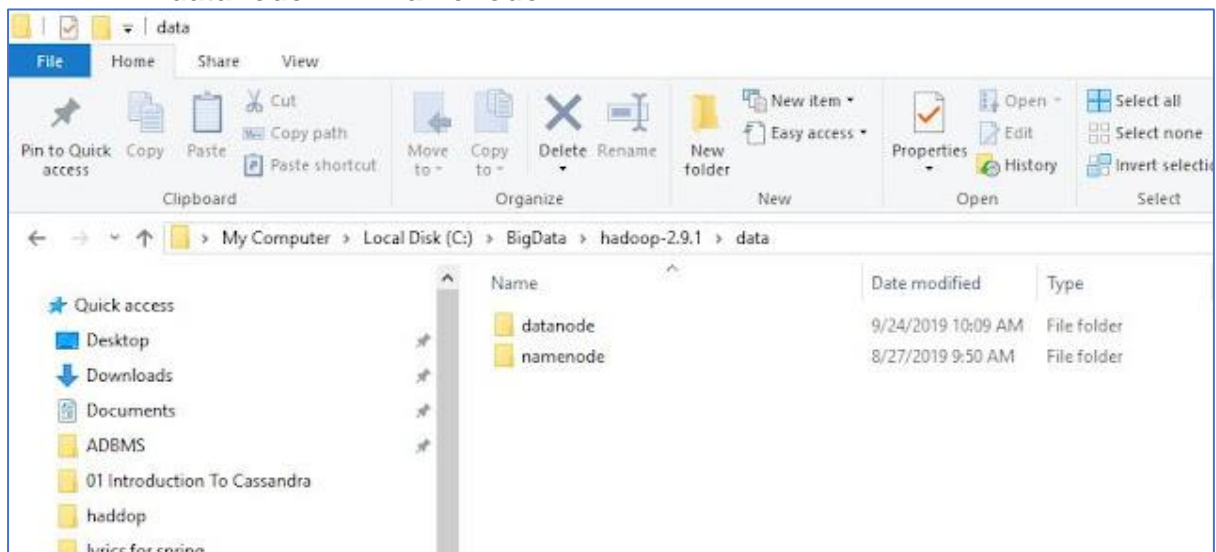 data
File Home Share View
Pin to Quick access
Copy
Paste
Cut
Copy path
Paste shortcut
Clipboard
Move to
Copy to
Delete
Rename
Organize
New folder
New item
Easy access
New
Properties
Open
Edit
History
Open
Select all
Select none
Invert selectio
Select
My Computer > Local Disk (C:) > BigData > hadoop-2.9.1 > data
Name Date modified Type
datanode 9/24/2019 10:09 AM File folder
namenode 8/27/2019 9:50 AM File folder
Quick access
Desktop
Downloads
Documents
ADBMS
01 Introduction To Cassandra
haddop
lyrics for spring